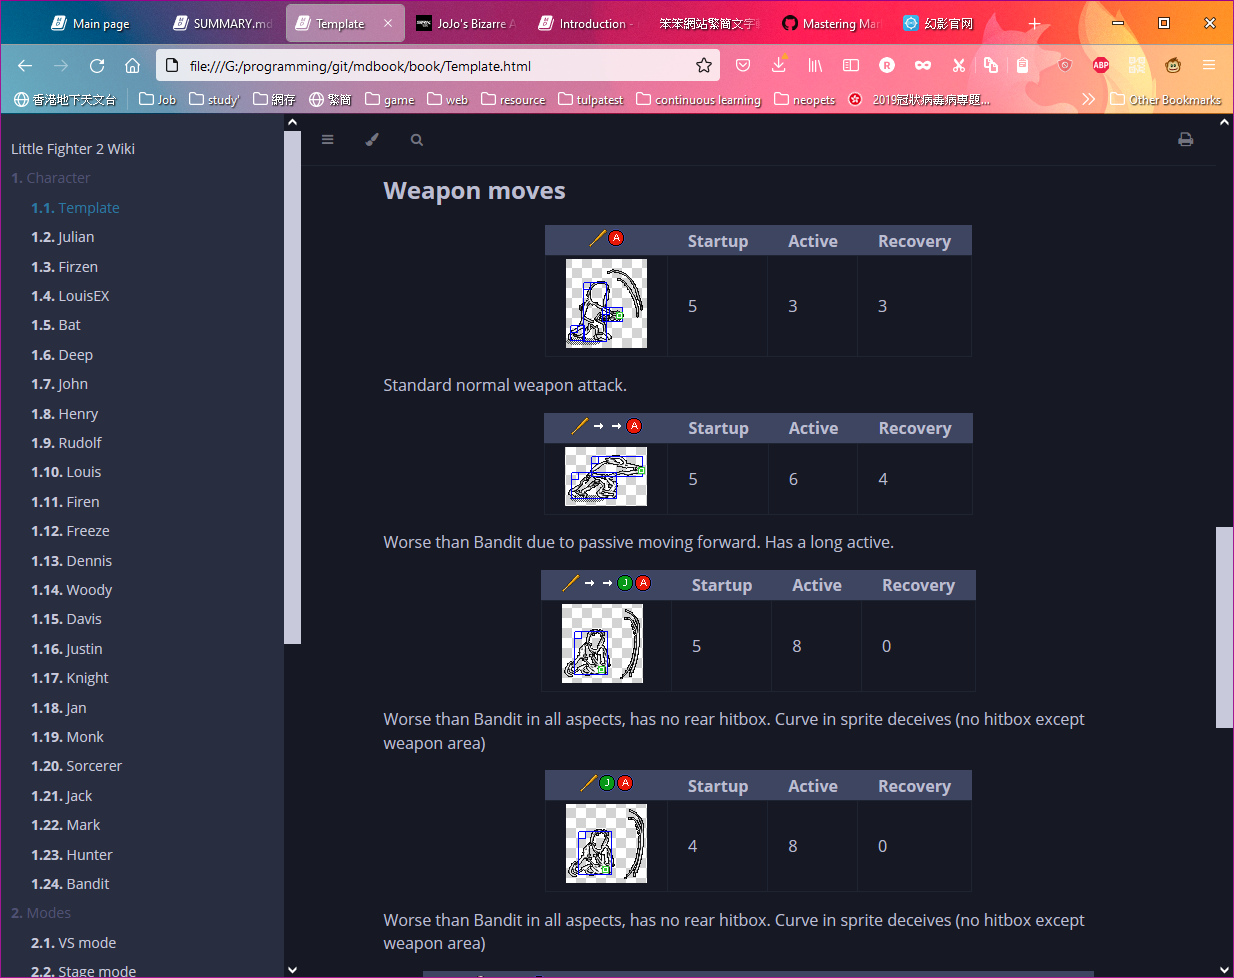 Main page
SUMMARY.md
Template
JoJo's Bizarre A
Introduction -
笨笨網站繁簡文字
Mastering Mar
幻影官网
file:///G:/programming/git/mdbook/book/Template.html
R
ABP
香港地下天文台
Job
study'
網存
繁簡
game
web
resource
tulpatest
continuous learning
neopets
2019冠狀病毒病專題...
Other Bookmarks
Little Fighter 2 Wiki
1. Character
1.1. Template
1.2. Julian
1.3. Firzen
1.4. LouisEX
1.5. Bat
1.6. Deep
1.7. John
1.8. Henry
1.9. Rudolf
1.10. Louis
1.11. Firen
1.12. Freeze
1.13. Dennis
1.14. Woody
1.15. Davis
1.16. Justin
1.17. Knight
1.18. Jan
1.19. Monk
1.20. Sorcerer
1.21. Jack
1.22. Mark
1.23. Hunter
1.24. Bandit
2. Modes
2.1. VS mode
2.2. Stage mode
Weapon moves
A Startup Active Recovery
5 3 3
Standard normal weapon attack.
→ → A Startup Active Recovery
5 6 4
Worse than Bandit due to passive moving forward. Has a long active.
→ → J A Startup Active Recovery
5 8 0
Worse than Bandit in all aspects, has no rear hitbox. Curve in sprite deceives (no hitbox except
weapon area)
J A Startup Active Recovery
4 8 0
Worse than Bandit in all aspects, has no rear hitbox. Curve in sprite deceives (no hitbox except
weapon area)